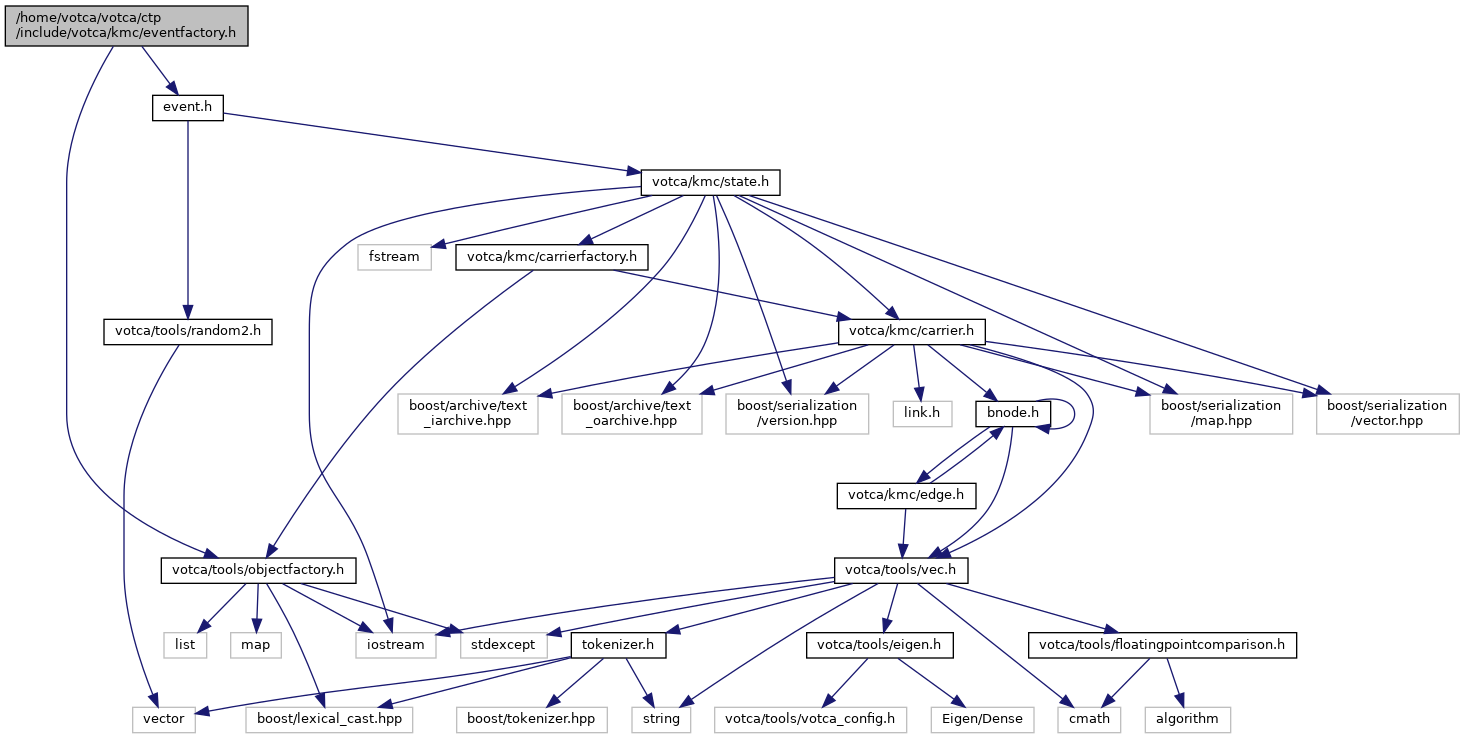 /home/votca/votca/ctp
/include/votca/kmc/eventfactory.h
event.h
votca/kmc/state.h
fstream
votca/kmc/carrierfactory.h
votca/tools/random2.h
votca/kmc/carrier.h
boost/archive/text
_iarchive.hpp
boost/archive/text
_oarchive.hpp
boost/serialization
/version.hpp
link.h
bnode.h
boost/serialization
/map.hpp
boost/serialization
/vector.hpp
votca/kmc/edge.h
votca/tools/objectfactory.h
votca/tools/vec.h
list
map
iostream
stdexcept
tokenizer.h
votca/tools/eigen.h
votca/tools/floatingpointcomparison.h
vector
boost/lexical_cast.hpp
boost/tokenizer.hpp
string
votca/tools/votca_config.h
Eigen/Dense
cmath
algorithm